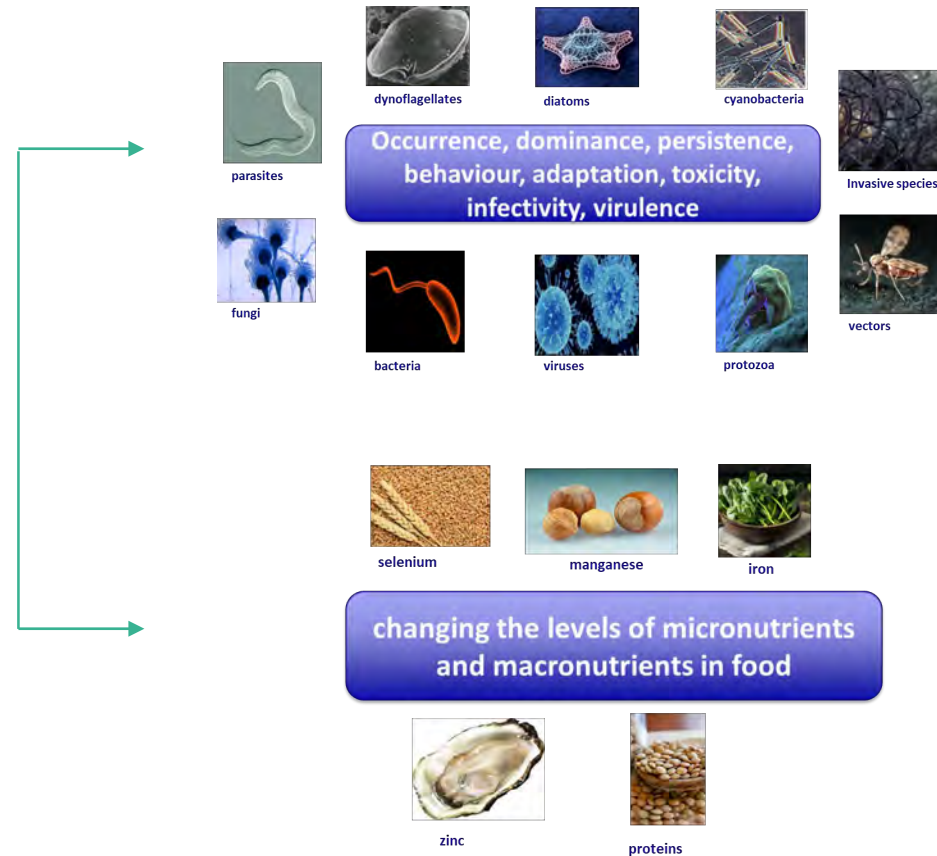 dynoflagellates
diatoms
cyanobacteria
parasites
Occurrence, dominance, persistence,
behaviour, adaptation, toxicity,
infectivity, virulence
Invasive species
fungi
bacteria
viruses
protozoa
vectors
selenium
manganese
iron
changing the levels of micronutrients
and macronutrients in food
zinc
proteins